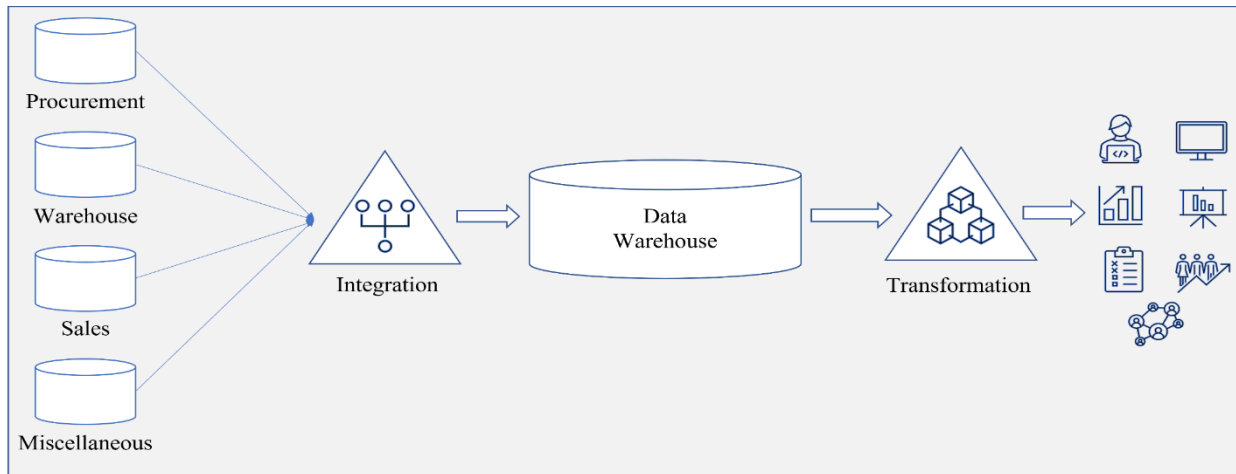 Procurement
Warehouse
Sales
Miscellaneous
Integration
Data
Warehouse
Transformation
</>